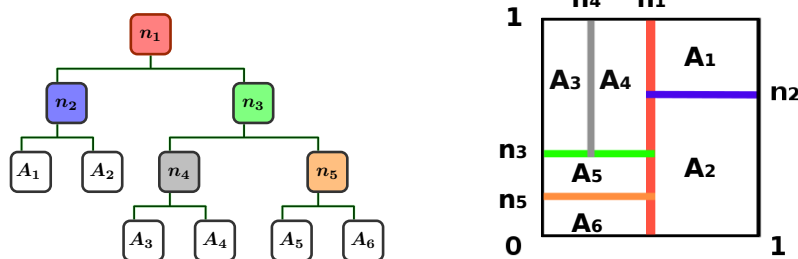 n₁
n₂ n₃
A₁ A₂ n₄ n₅
A₃ A₄ A₅ A₆
n₄ n₁
1
A₁
A₃ A₄
n₂
n₃
A₅ A₂
n₅
A₆
0 1